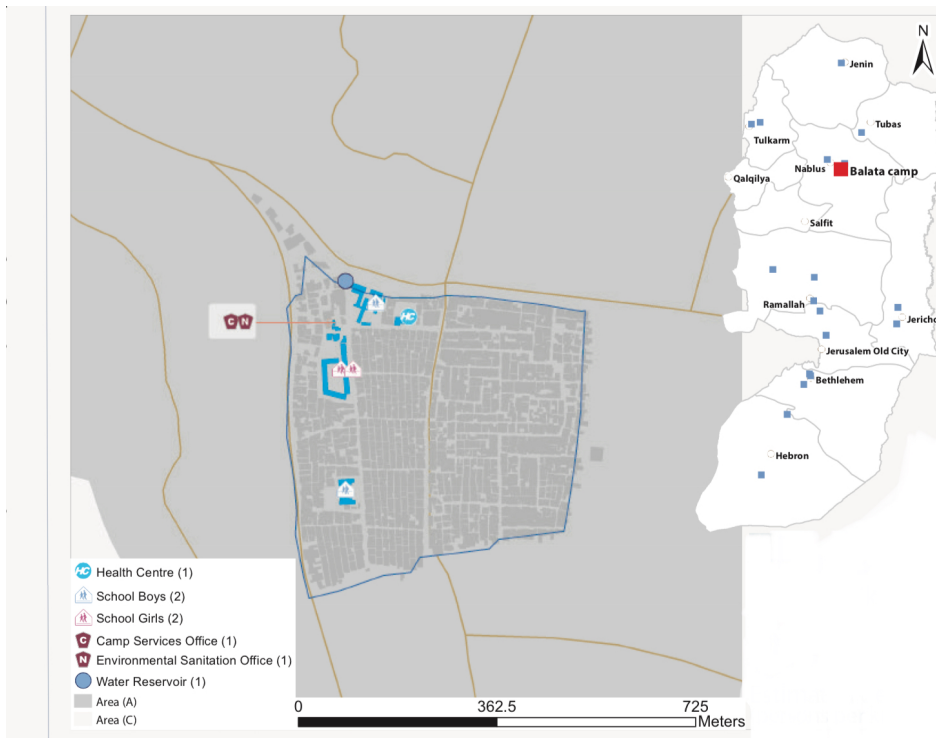 N
Jenin
Tubas
Tulkarm
Nablus
Balata camp
Qalqilya
Salfit
Ramallah
Jericho
Jerusalem Old City
Bethlehem
Hebron
HC
C N
HC Health Centre (1)
School Boys (2)
School Girls (2)
C Camp Services Office (1)
N Environmental Sanitation Office (1)
Water Reservoir (1)
Area (A)
Area (C)
0 362.5 725
Meters